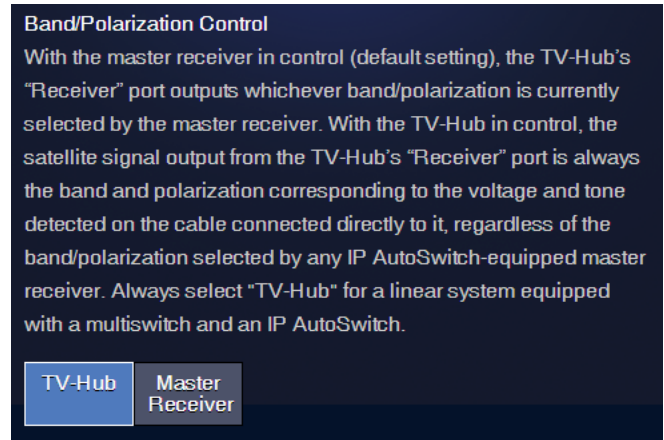 Band/Polarization Control
With the master receiver in control (default setting), the TV-Hub's
“Receiver” port outputs whichever band/polarization is currently
selected by the master receiver. With the TV-Hub in control, the
satellite signal output from the TV-Hub's “Receiver” port is always
the band and polarization corresponding to the voltage and tone
detected on the cable connected directly to it, regardless of the
band/polarization selected by any IP AutoSwitch-equipped master
receiver. Always select "TV-Hub" for a linear system equipped
with a multiswitch and an IP AutoSwitch.
TV-Hub
Master
Receiver